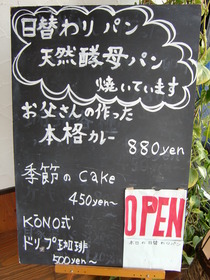 日替わり パン
天然酵母パン
焼いています
お父さんの作った
本格カレー
880yen
季節のcake
450yen~
KONO式
ドリップ珈琲
500yen~
OPEN